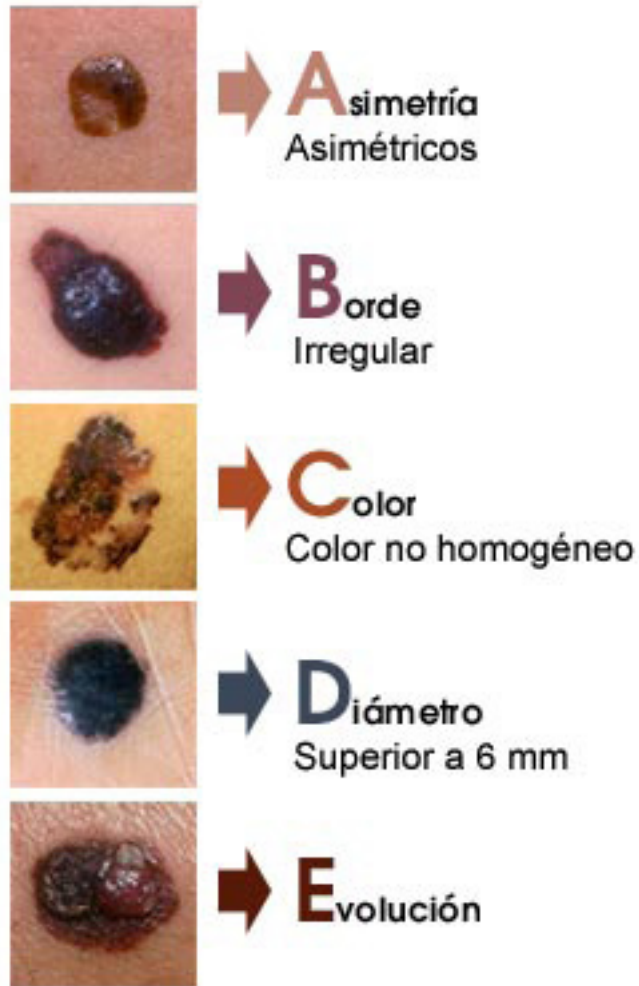 Asimetría
Asimétricos
Borde
Irregular
Color
Color no homogéneo
Diámetro
Superior a 6 mm
Evolución